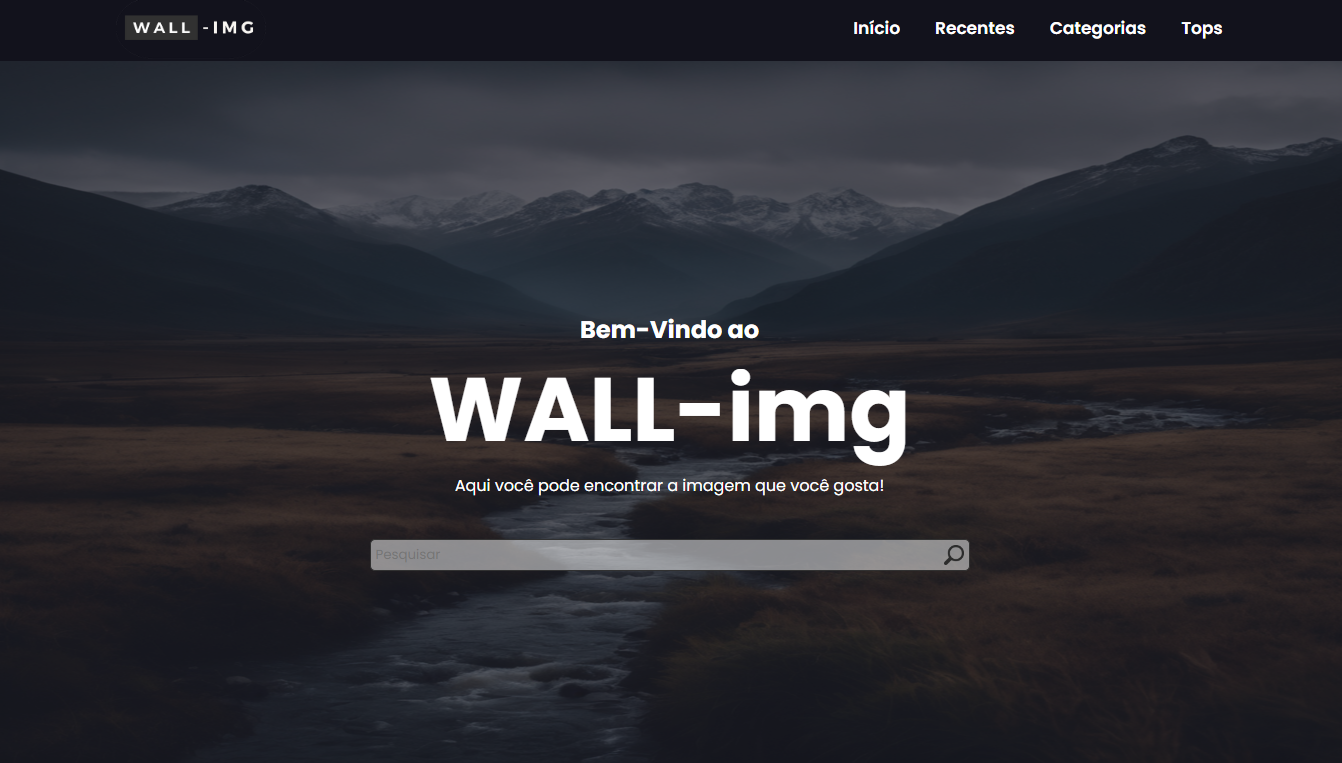 WALL -IMG
Início Recentes Categorias Tops
Bem-Vindo ao
WALL-img
Aqui você pode encontrar a imagem que você gosta!
Pesquisar